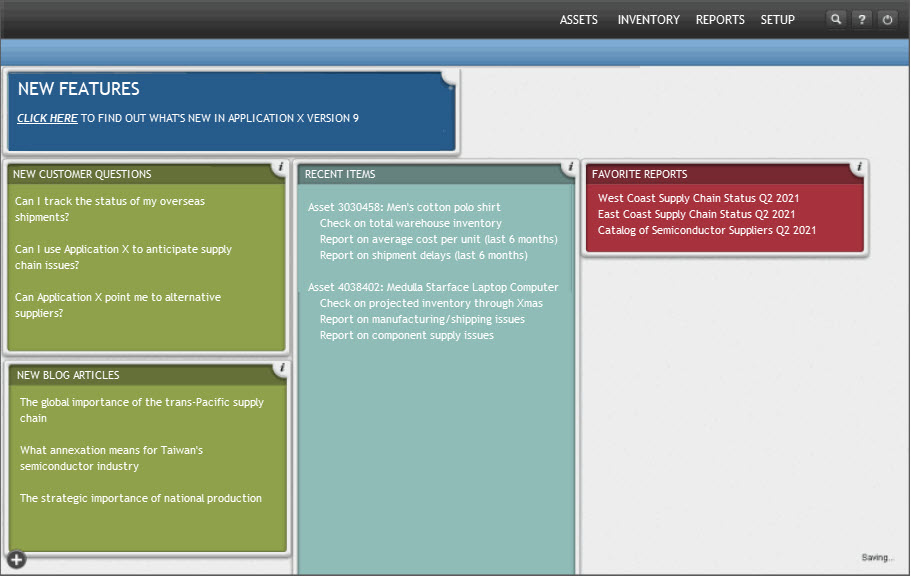 ASSETS INVENTORY REPORTS SETUP ?
NEW FEATURES
CLICK HERE TO FIND OUT WHAT'S NEW IN APPLICATION X VERSION 9
NEW CUSTOMER QUESTIONS i
Can I track the status of my overseas
shipments?
Can I use Application X to anticipate supply
chain issues?
Can Application X point me to alternative
suppliers?
NEW BLOG ARTICLES i
The global importance of the trans-Pacific supply
chain
What annexation means for Taiwan's
semiconductor industry
The strategic importance of national production
RECENT ITEMS i
Asset 3030458: Men's cotton polo shirt
Check on total warehouse inventory
Report on average cost per unit (last 6 months)
Report on shipment delays (last 6 months)
Asset 4038402: Medulla Starface Laptop Computer
Check on projected inventory through Xmas
Report on manufacturing/shipping issues
Report on component supply issues
FAVORITE REPORTS i
West Coast Supply Chain Status Q2 2021
East Coast Supply Chain Status Q2 2021
Catalog of Semiconductor Suppliers Q2 2021
Saving...